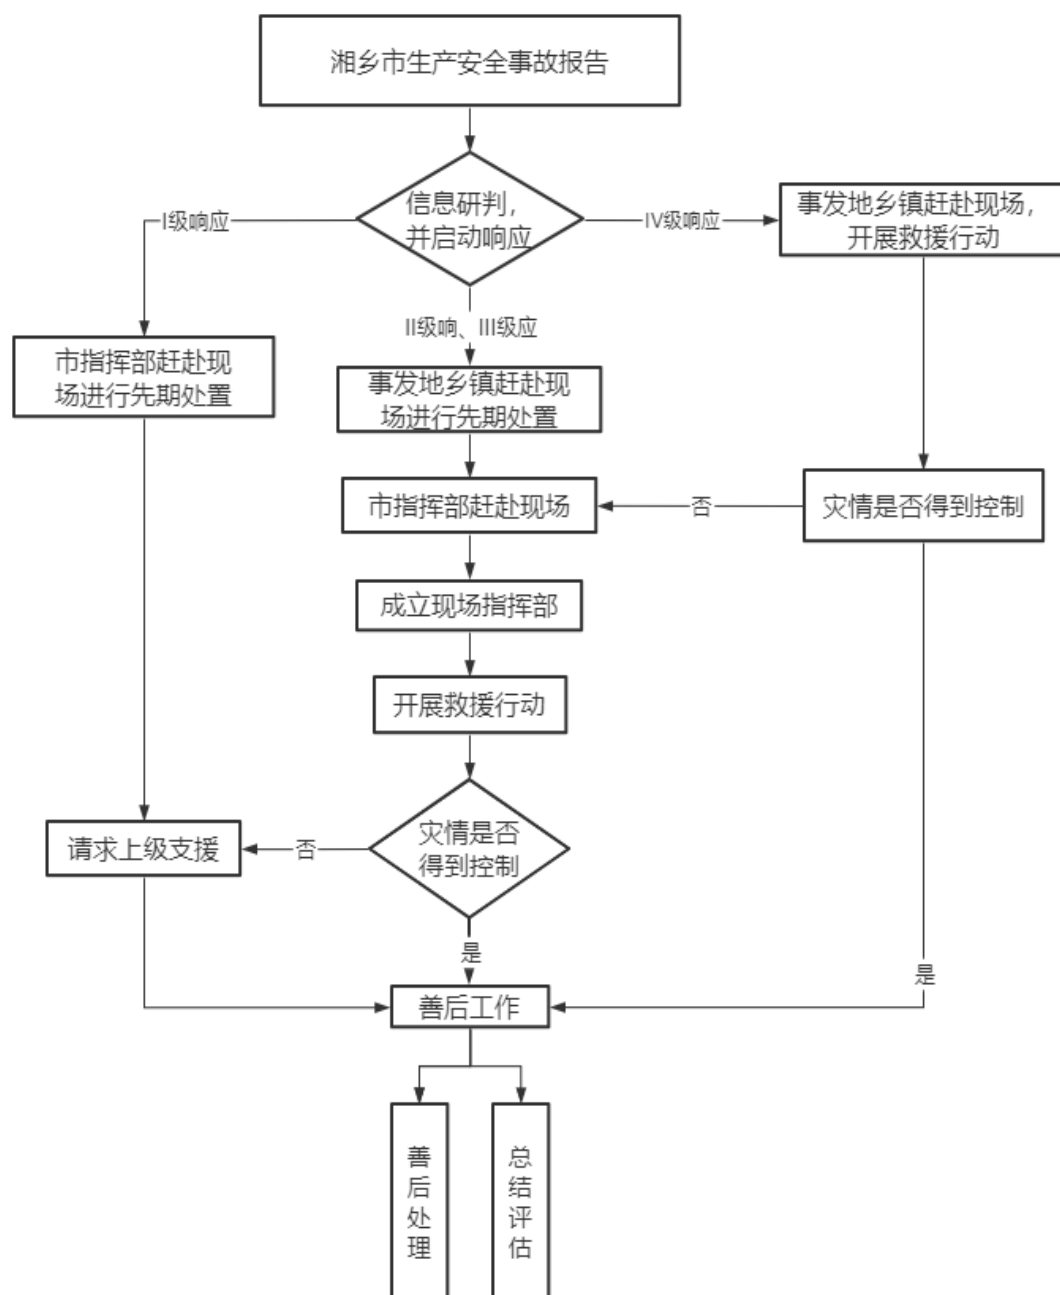 湘乡市生产安全事故报告
信息研判，
并启动响应
I级响应
IV级响应
事发地乡镇赶赴现场，
开展救援行动
II级响、III级应
市指挥部赶赴现
场进行先期处置
事发地乡镇赶赴现
场进行先期处置
市指挥部赶赴现场
否
灾情是否得到控制
成立现场指挥部
开展救援行动
请求上级支援
否
灾情是否
得到控制
是
是
善后工作
善后处理
总结评估